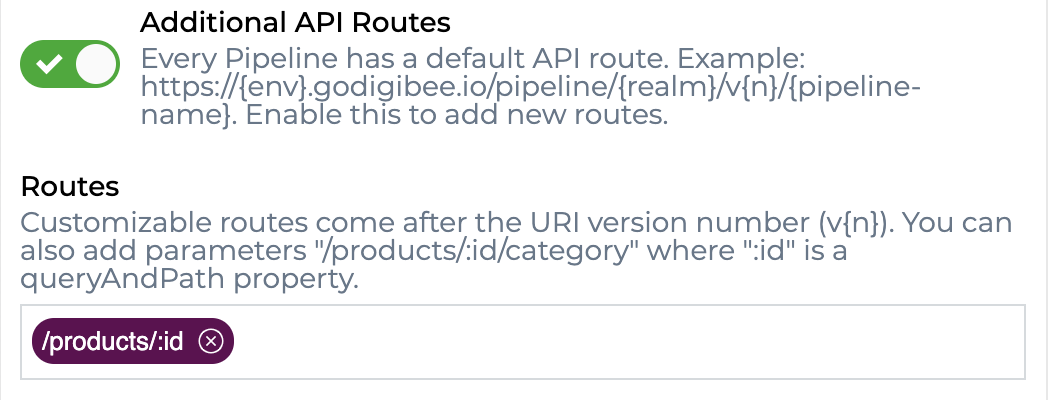 Additional API Routes
Every Pipeline has a default API route. Example:
https://{env}.godigibee.io/pipeline/{realm}/v{n}/{pipeline-
name}. Enable this to add new routes.
Routes
Customizable routes come after the URI version number (v{n}). You can
also add parameters "/products/:id/category" where ":id" is a
queryAndPath property.
/products/:id